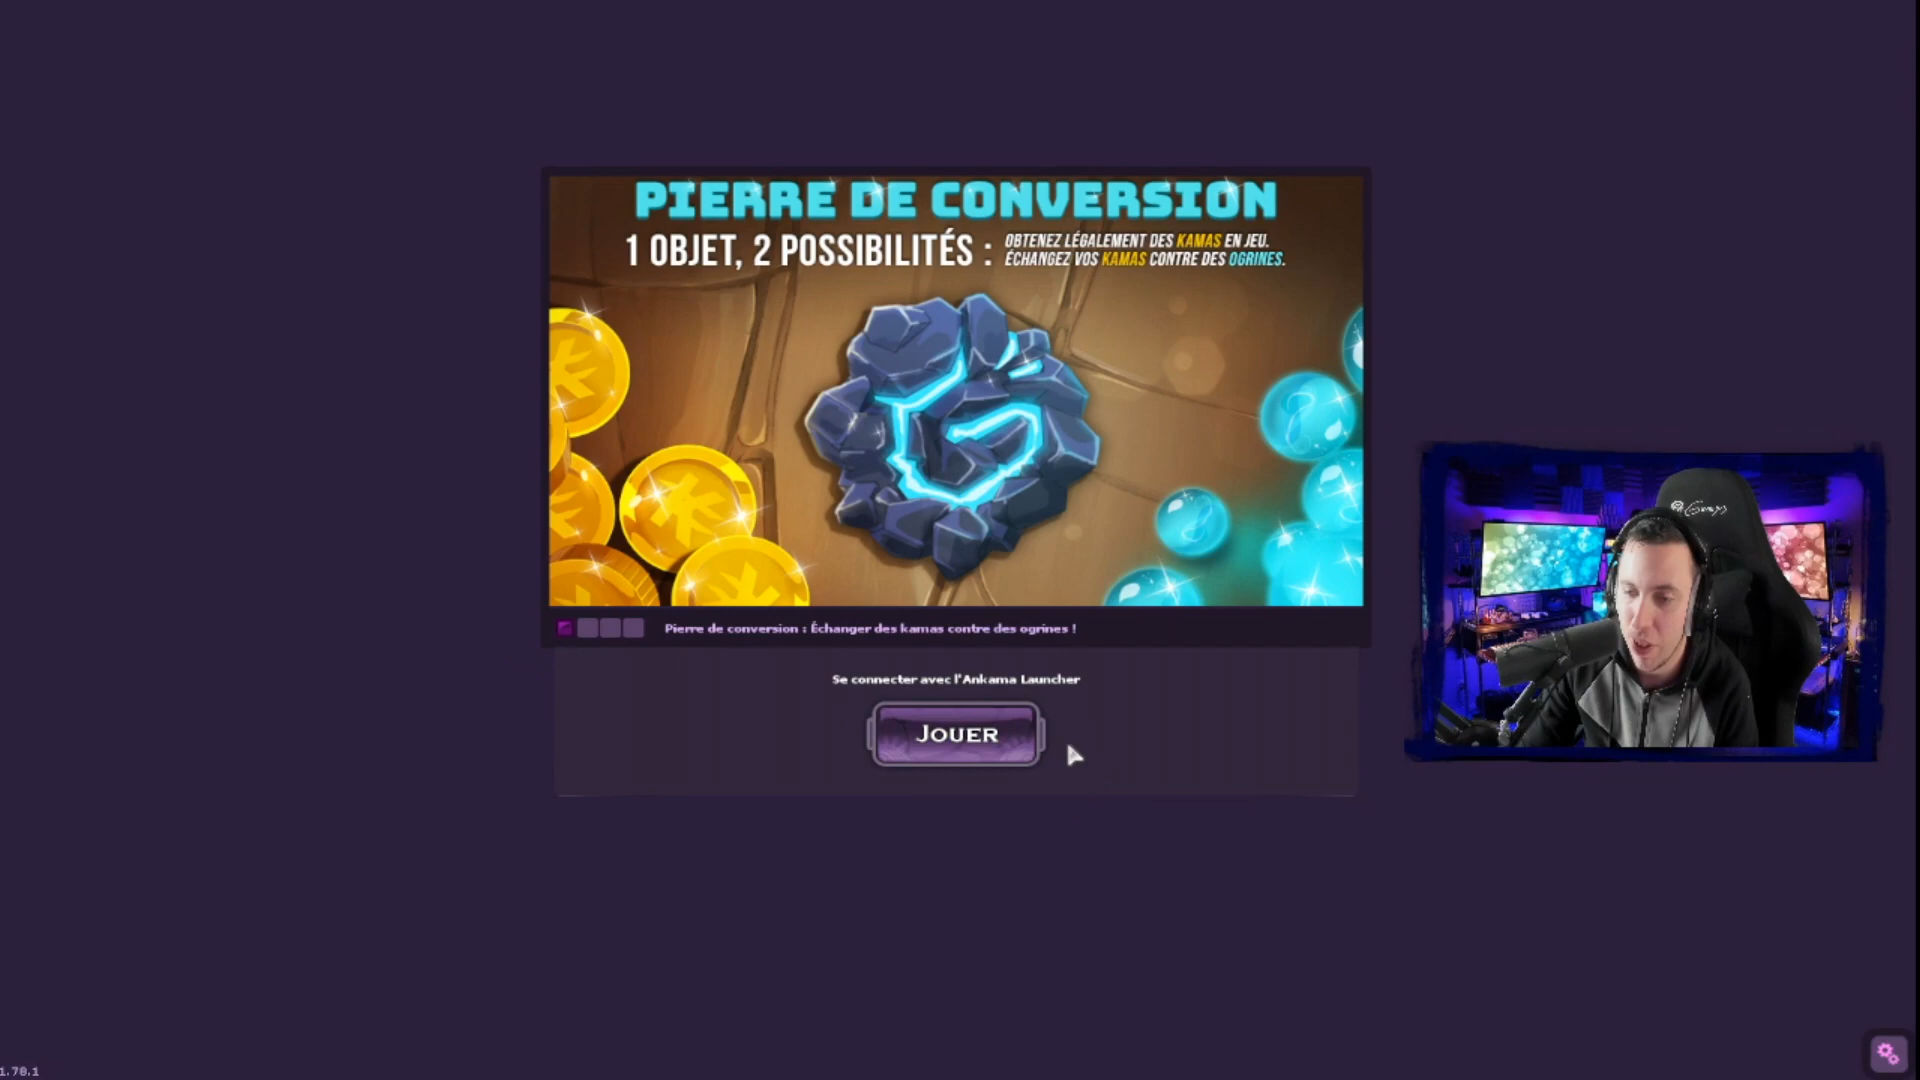 PIERRE DE CONVERSION
1 OBJET, 2 POSSIBILITÉS :
OBTENEZ LÉGALEMENT DES KAMAS EN JEU.
ÉCHANGEZ VOS KAMAS CONTRE DES OGRINES.
Pierre de conversion : Échanger des kamas contre des ogrines !
Se connecter avec l'Ankama Launcher
JOUER
1.78.1